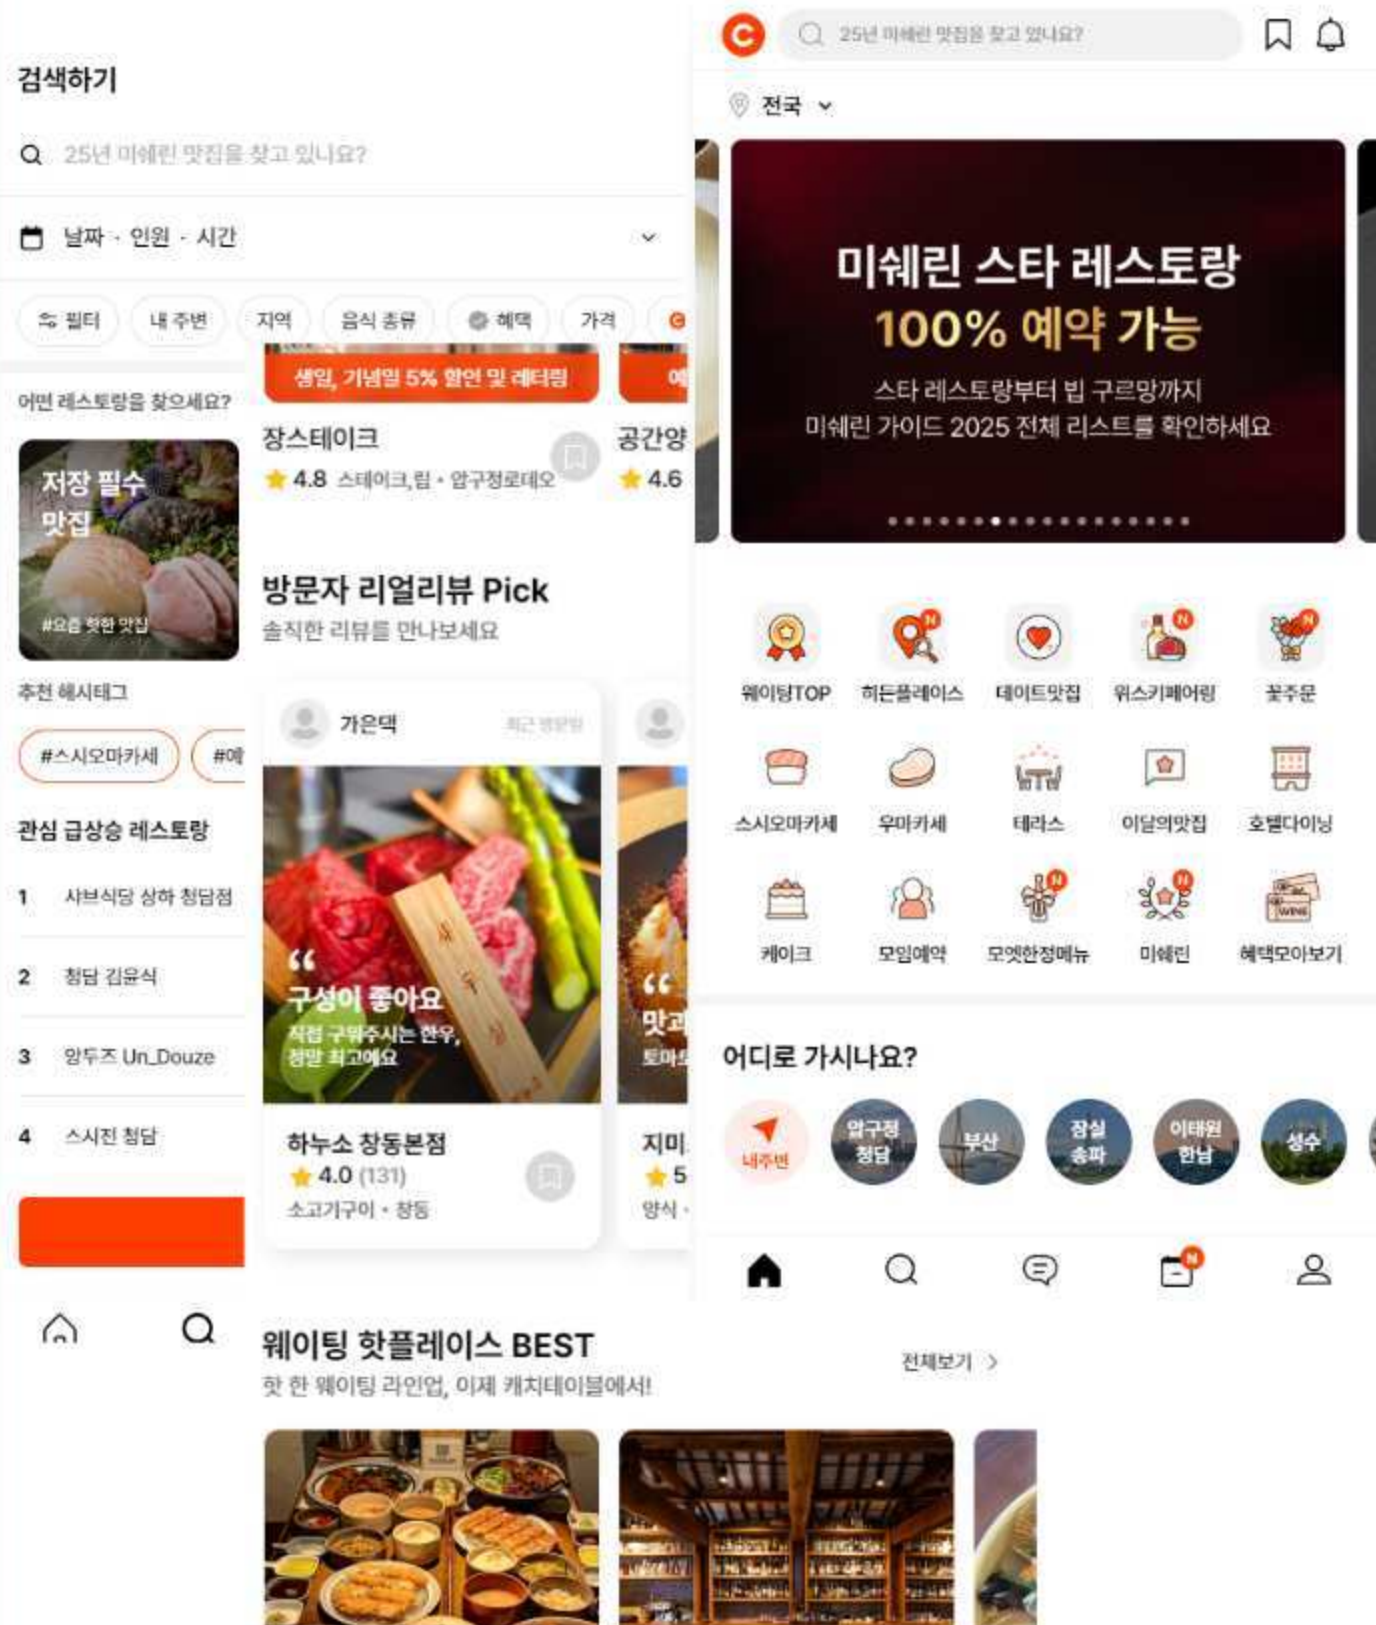 검색하기
25년 미쉐린 맛집을 찾고 있나요?
날짜 · 인원 · 시간
필터
내 주변
지역
음식 종류
혜택
가격
어떤 레스토랑을 찾으세요?
저장 필수
맛집
#요즘 핫한 맛집
추천 해시태그
#스시오마카세
#예
관심 급상승 레스토랑
1 샤브식당 상하 청담점
2 청담 김윤식
3 앙두즈 Un_Douze
4 스시전 청담
생일, 기념일 5% 할인 및 레터링
예
장스테이크
4.8 스테이크,립 • 압구정로데오
공간양
4.6
방문자 리얼리뷰 Pick
솔직한 리뷰를 만나보세요
가은댁
최근 방문일
“
구성이 좋아요
직접 구워주시는 한우,
정말 최고예요
하누소 창동본점
4.0 (131)
소고기구이 • 창동
“
맛과
토마토
지미
5
양식 •
웨이팅 핫플레이스 BEST
전체보기 >
핫 한 웨이팅 라인업, 이제 캐치테이블에서!
C
25년 미쉐린 맛집을 찾고 있나요?
전국
미쉐린 스타 레스토랑
100% 예약 가능
스타 레스토랑부터 빕 구르망까지
미쉐린 가이드 2025 전체 리스트를 확인하세요
N N N
웨이팅TOP 히든플레이스 데이트맛집 위스키페어링 꽃주문
스시오마카세 우마카세 테라스 이달의맛집 호텔다이닝
N N
WINE
케이크 모임예약 모엣한정메뉴 미쉐린 혜택모아보기
어디로 가시나요?
내주변
압구정
청담
부산
잠실
송파
이태원
한남
성수
N